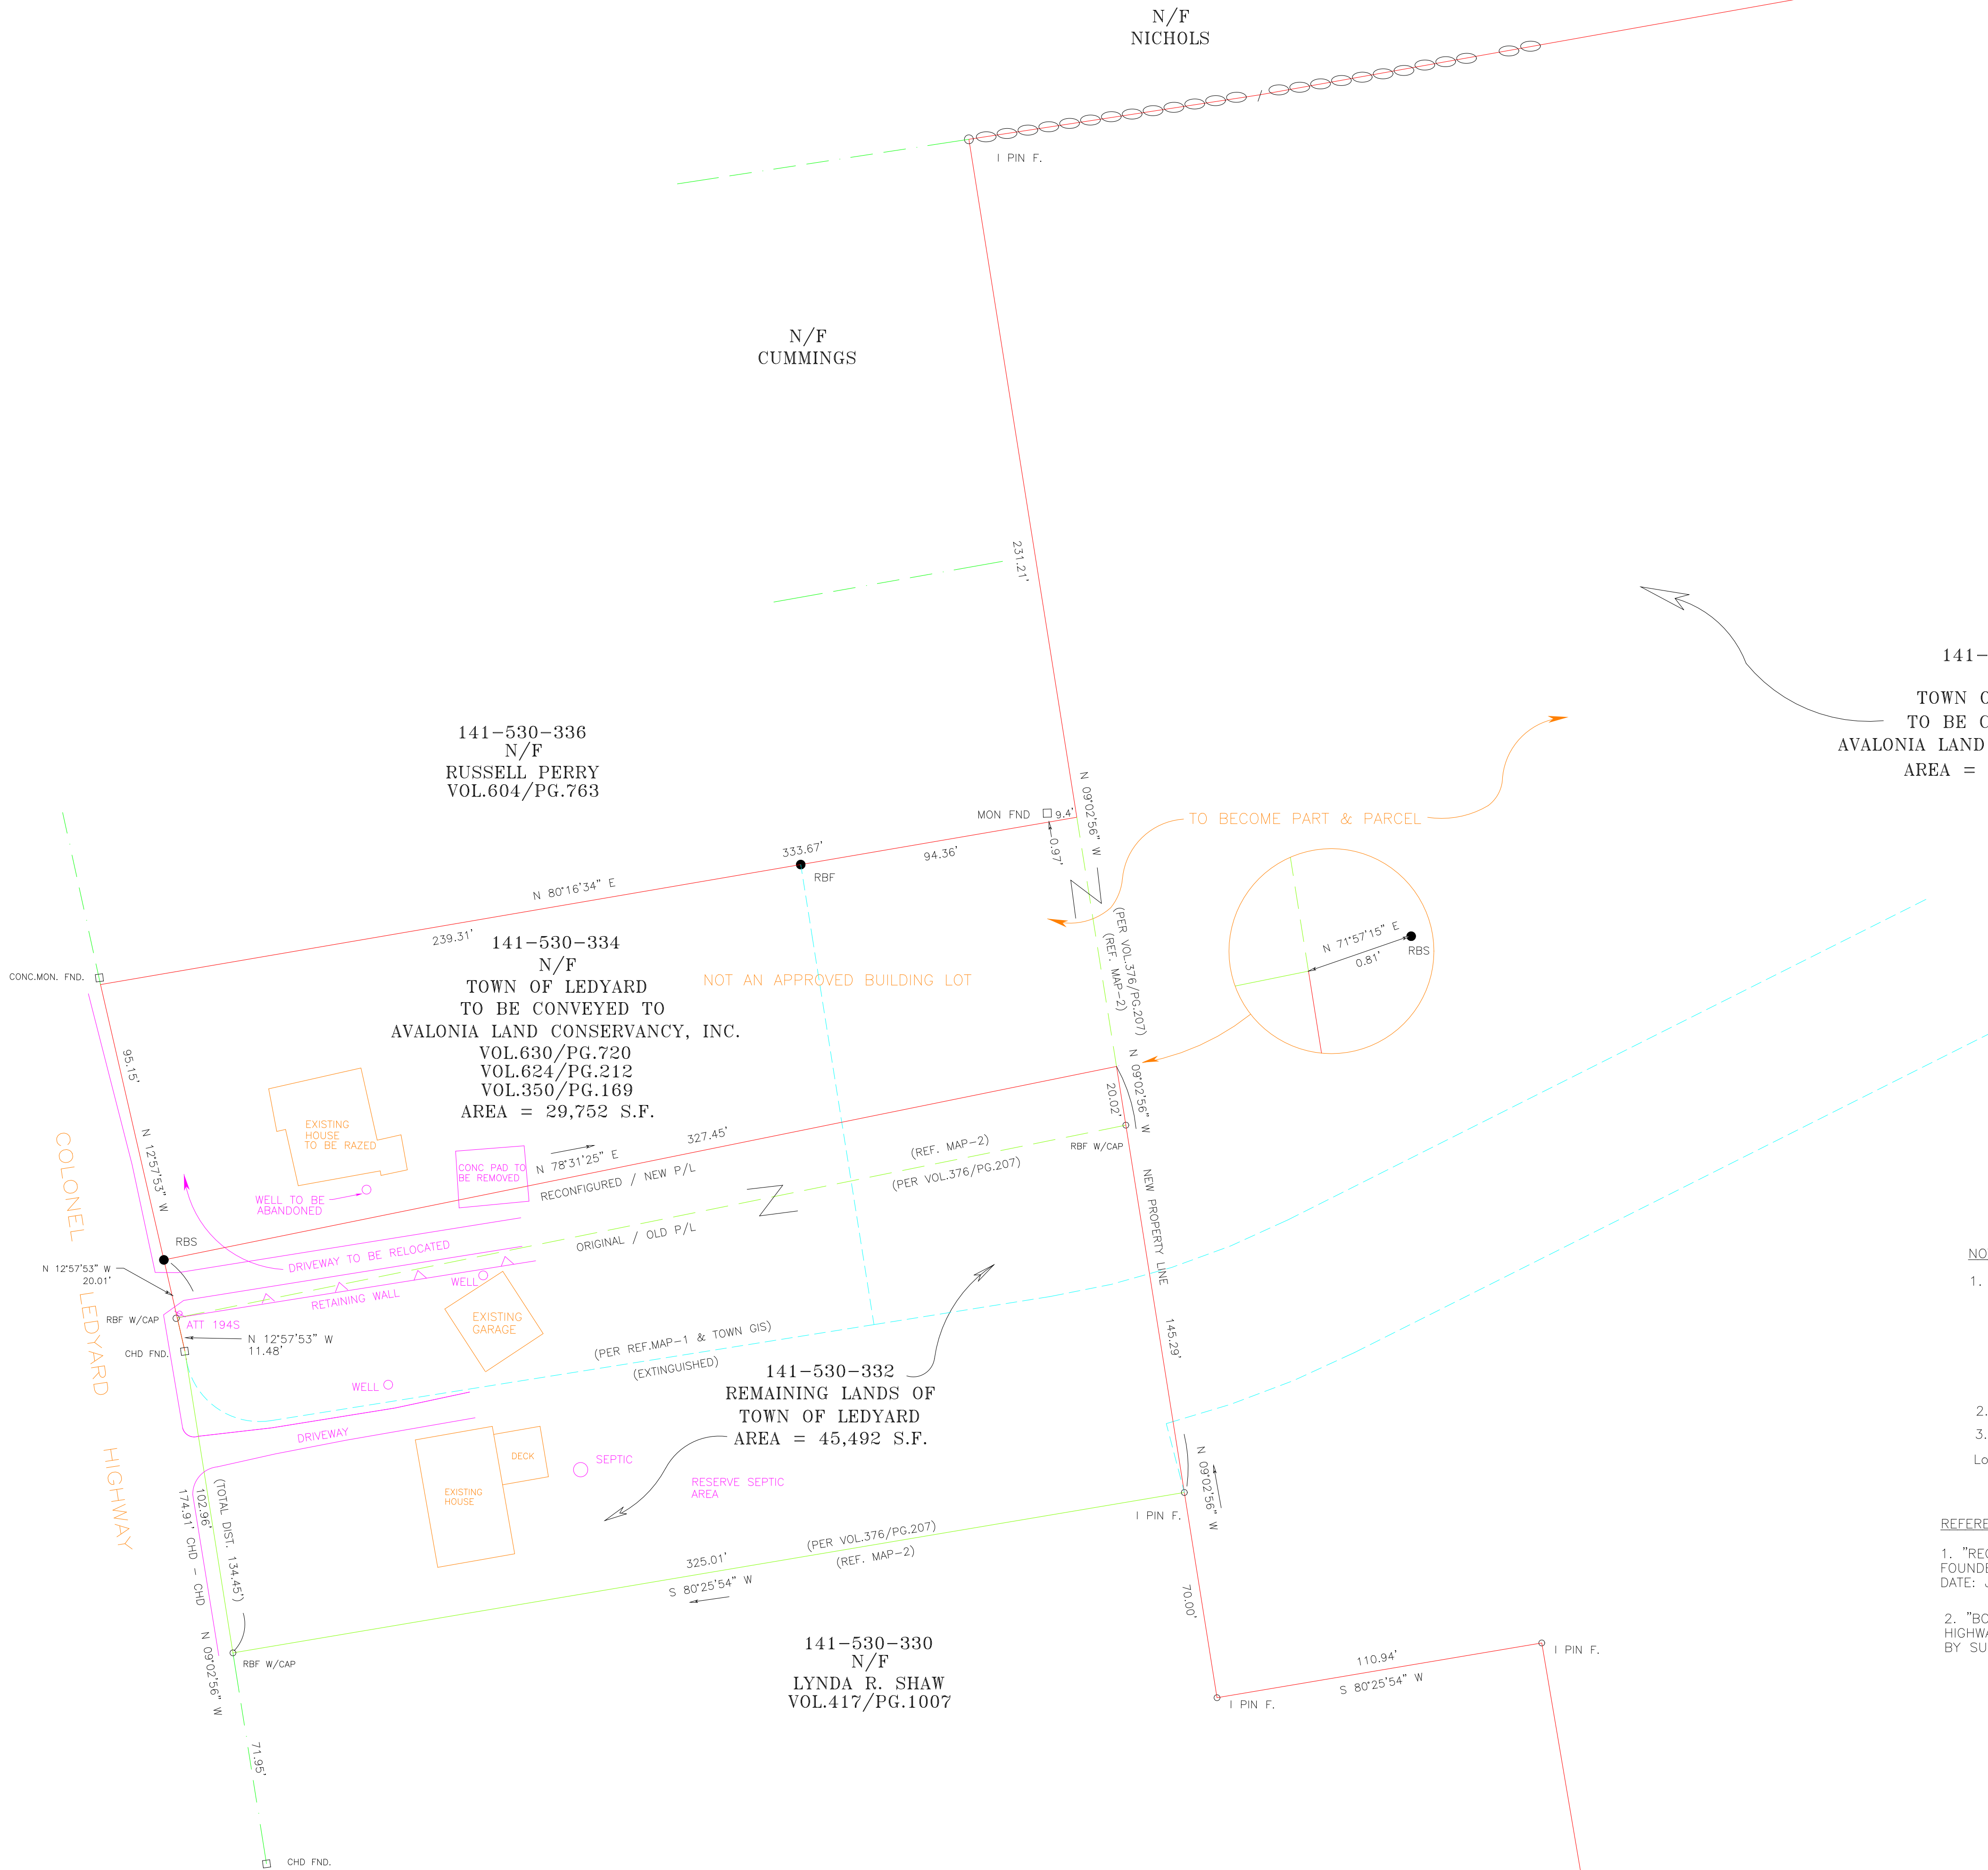 N/F
NICHOLS
I PIN F.
N/F
CUMMINGS
231.21'
141-
TOWN O
TO BE C
AVALONIA LAND
AREA =
141-530-336
N/F
RUSSELL PERRY
VOL.604/PG.763
MON FND
9.4'
0.97'
N 09°02'56" W
TO BECOME PART & PARCEL
333.67'
94.36'
RBF
N 80°16'34" E
239.31'
(PER VOL.376/PG.207)
(REF. MAP-2)
N 71°57'15" E
0.81'
RBS
CONC.MON. FND.
141-530-334
N/F
TOWN OF LEDYARD
TO BE CONVEYED TO
AVALONIA LAND CONSERVANCY, INC.
VOL.630/PG.720
VOL.624/PG.212
VOL.350/PG.169
AREA = 29,752 S.F.
NOT AN APPROVED BUILDING LOT
95.15'
N 12°57'53" W
EXISTING
HOUSE
TO BE RAZED
CONC PAD TO
BE REMOVED
WELL TO BE
ABANDONED
N 78°31'25" E
327.45'
RECONFIGURED / NEW P/L
20.02'
N 09°02'56" W
RBF W/CAP
(REF. MAP-2)
(PER VOL.376/PG.207)
ORIGINAL / OLD P/L
NEW PROPERTY LINE
145.29'
COLONEL LEDYARD HIGHWAY
RBS
N 12°57'53" W
20.01'
DRIVEWAY TO BE RELOCATED
WELL
RETAINING WALL
RBF W/CAP
ATT 194S
N 12°57'53" W
11.48'
CHD FND.
EXISTING
GARAGE
(PER REF.MAP-1 & TOWN GIS)
(EXTINGUISHED)
WELL
141-530-332
REMAINING LANDS OF
TOWN OF LEDYARD
AREA = 45,492 S.F.
DRIVEWAY
DECK
EXISTING
HOUSE
SEPTIC
RESERVE SEPTIC
AREA
(TOTAL DIST. 134.45')
102.96'
174.91' CHD - CHD
N 09°02'56" W
RBF W/CAP
71.95'
CHD FND.
325.01'
S 80°25'54" W
(PER VOL.376/PG.207)
(REF. MAP-2)
I PIN F.
N 09°02'56" W
70.00'
141-530-330
N/F
LYNDA R. SHAW
VOL.417/PG.1007
110.94'
S 80°25'54" W
I PIN F.
I PIN F.
NO
1.
2.
3.
Lo
REFERE
1. "REC
FOUNDE
DATE: J
2. "BO
HIGHWA
BY SU